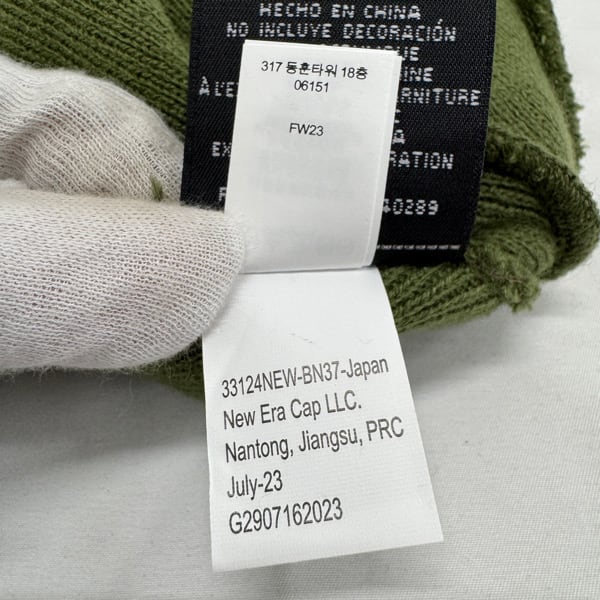 HECHO EN CHINA
NO INCLUYE DECORACIÓN
317 동훈타워 18층
06151
FW23
40289
33124NEW-BN37-Japan
New Era Cap LLC.
Nantong, Jiangsu, PRC
July-23
G2907162023